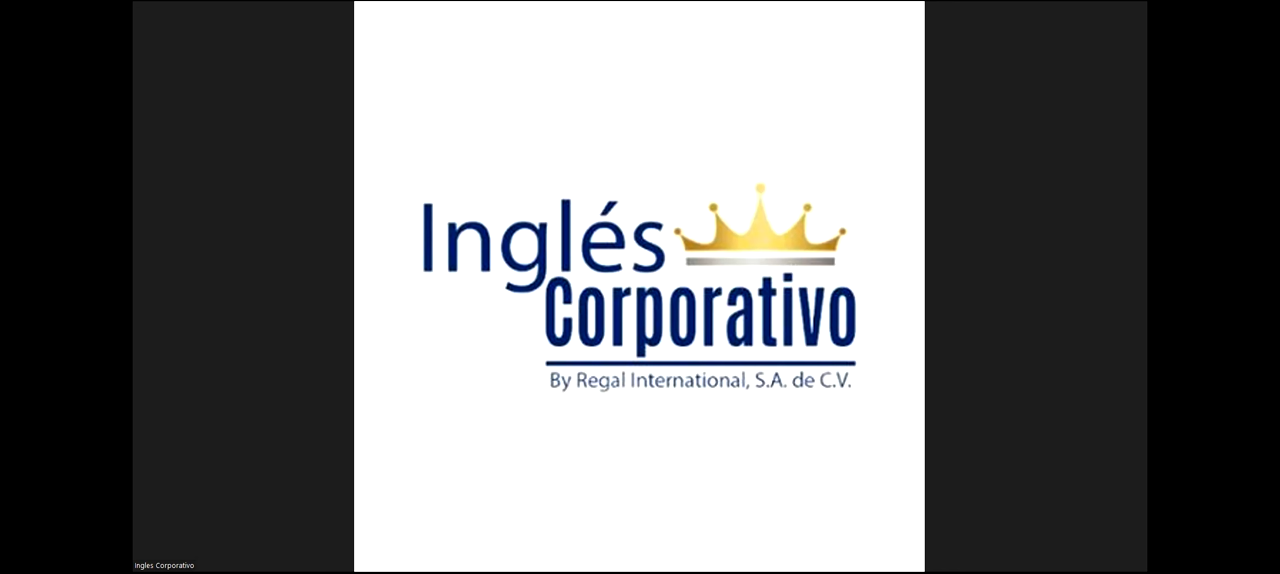 Inglés
Corporativo
By Regal International, S.A. de C.V.
Ingles Corporativo